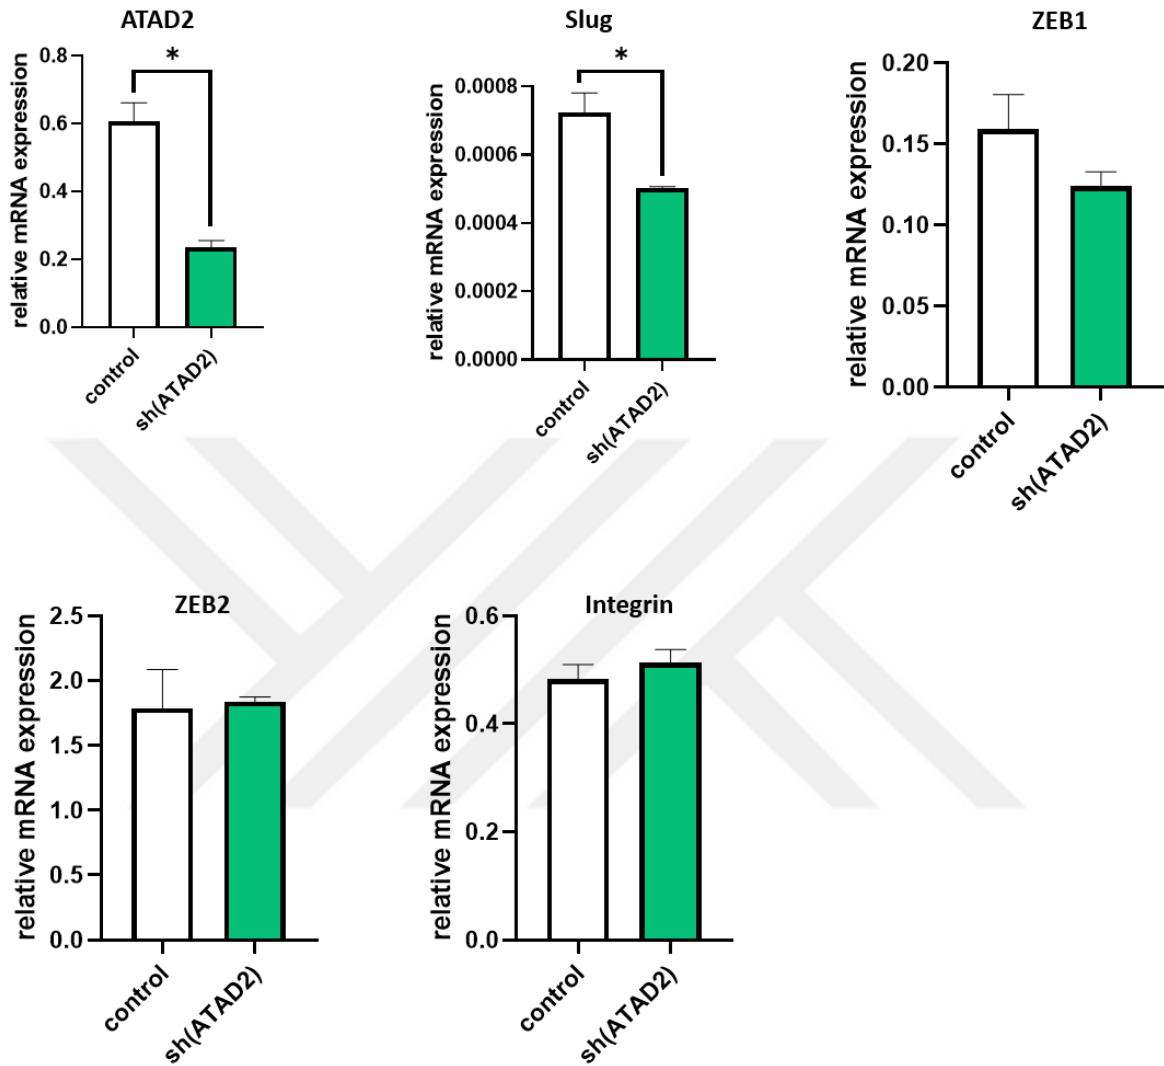 ATAD2
relative mRNA expression
0.8
0.6
0.4
0.2
0.0
*
control
sh(ATAD2)
Slug
relative mRNA expression
0.0008
0.0006
0.0004
0.0002
0.0000
*
control
sh(ATAD2)
ZEB1
relative mRNA expression
0.20
0.15
0.10
0.05
0.00
control
sh(ATAD2)
ZEB2
relative mRNA expression
2.5
2.0
1.5
1.0
0.5
0.0
control
sh(ATAD2)
Integrin
relative mRNA expression
0.6
0.4
0.2
0.0
control
sh(ATAD2)